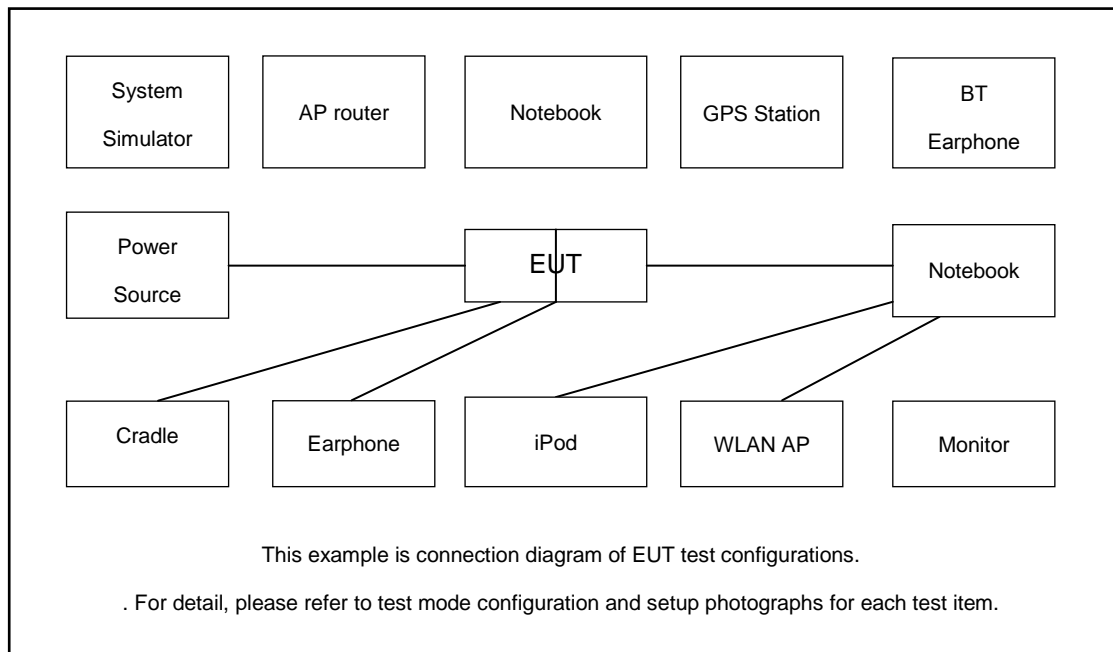 System
Simulator
AP router
Notebook
GPS Station
BT
Earphone
Power
Source
EUT
Notebook
Cradle
Earphone
iPod
WLAN AP
Monitor
This example is connection diagram of EUT test configurations.
. For detail, please refer to test mode configuration and setup photographs for each test item.